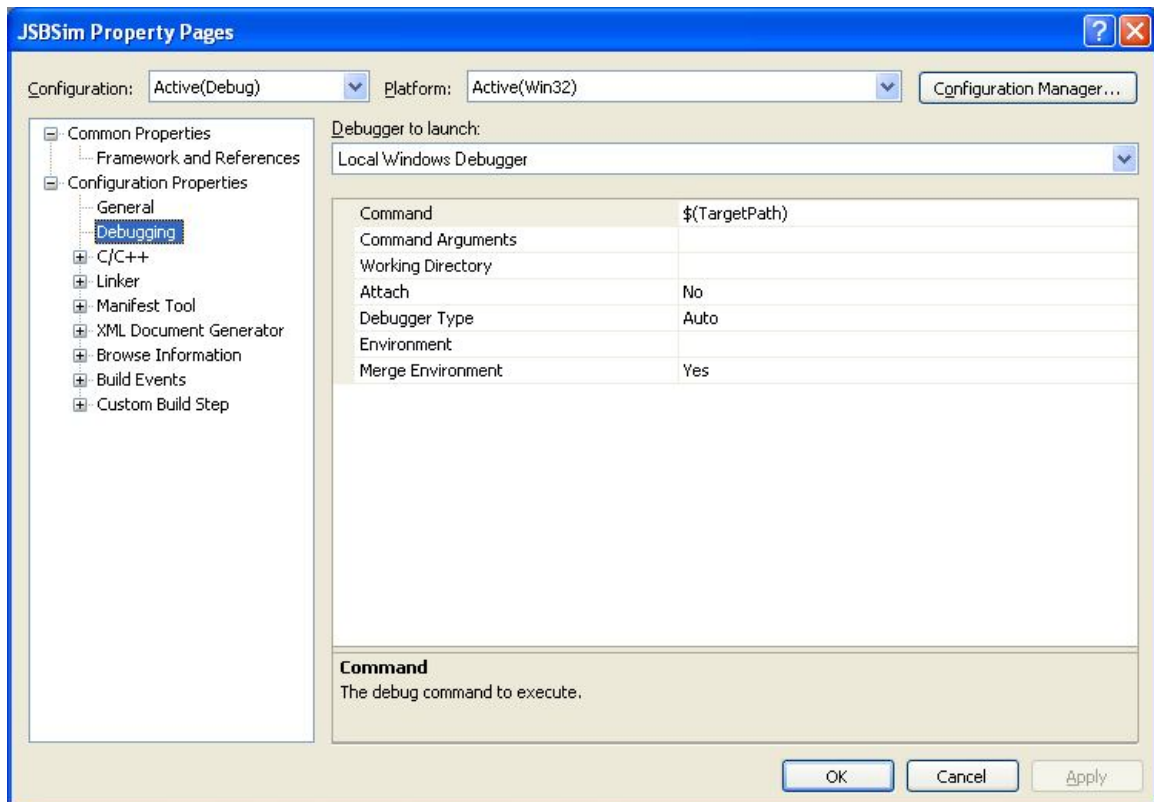 JSBSim Property Pages
Configuration: Active(Debug) Platform: Active(Win32) Configuration Manager...
Common Properties
Framework and References
Configuration Properties
General
Debugging
C/C++
Linker
Manifest Tool
XML Document Generator
Browse Information
Build Events
Custom Build Step
Debugger to launch:
Local Windows Debugger
Command $(TargetPath)
Command Arguments
Working Directory
Attach No
Debugger Type Auto
Environment
Merge Environment Yes
Command
The debug command to execute.
OK Cancel Apply